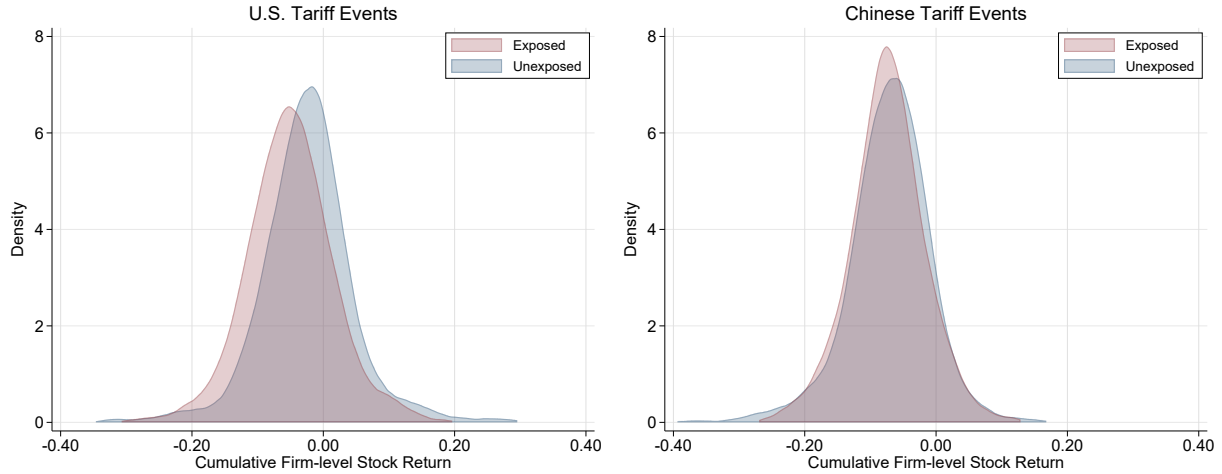 U.S. Tariff Events
Exposed
Unexposed
8
6
4
2
0
Density
-0.40
-0.20
0.00
0.20
0.40
Cumulative Firm-level Stock Return
Chinese Tariff Events
Exposed
Unexposed
8
6
4
2
0
Density
-0.40
-0.20
0.00
0.20
0.40
Cumulative Firm-level Stock Return